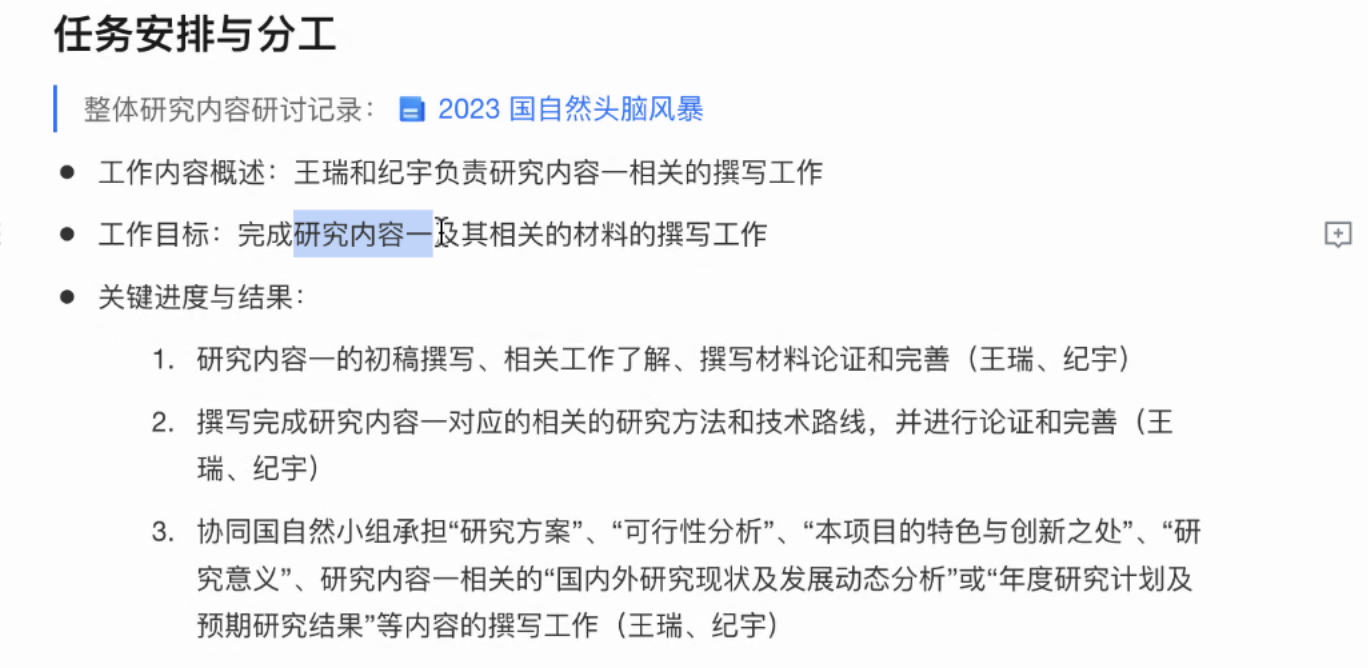 任务安排与分工
整体研究内容研讨记录： 2023 国自然头脑风暴
● 工作内容概述：王瑞和纪宇负责研究内容一相关的撰写工作
● 工作目标：完成研究内容一及其相关的材料的撰写工作
● 关键进度与结果：
1. 研究内容一的初稿撰写、相关工作了解、撰写材料论证和完善（王瑞、纪宇）
2. 撰写完成研究内容一对应的相关的研究方法和技术路线，并进行论证和完善（王
瑞、纪宇）
3. 协同国自然小组承担“研究方案”、“可行性分析”、“本项目的特色与创新之处”、“研
究意义”、研究内容一相关的“国内外研究现状及发展动态分析”或“年度研究计划及
预期研究结果”等内容的撰写工作（王瑞、纪宇）